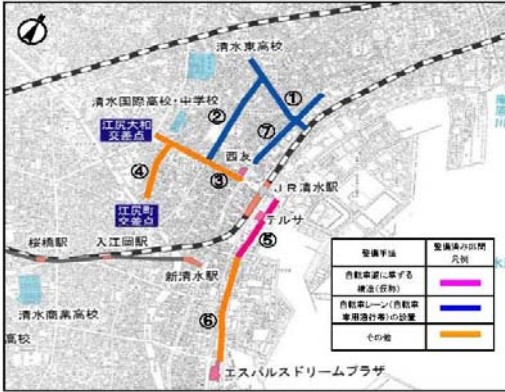 清水東高校
①
清水国際高校・中学校
②
⑦
江尻大和
交差点
西友
④
③
JR清水駅
江尻町
交差点
テルサ
桜橋駅
入江岡駅
⑤
新清水駅
整備手法
整備済み区間
凡例
自転車道に準ずる
構造(仮称)
自転車レーン(自転車
専用通行帯)の設置
その他
清水商業高校
高校
⑥
エスパルスドリームプラザ